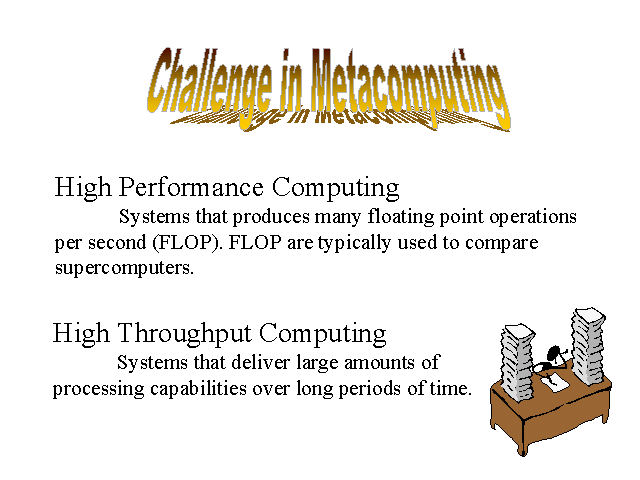 Challenge in Metacomputing
High Performance Computing
Systems that produces many floating point operations
per second (FLOP). FLOP are typically used to compare
supercomputers.
High Throughput Computing
Systems that deliver large amounts of
processing capabilities over long periods of time.